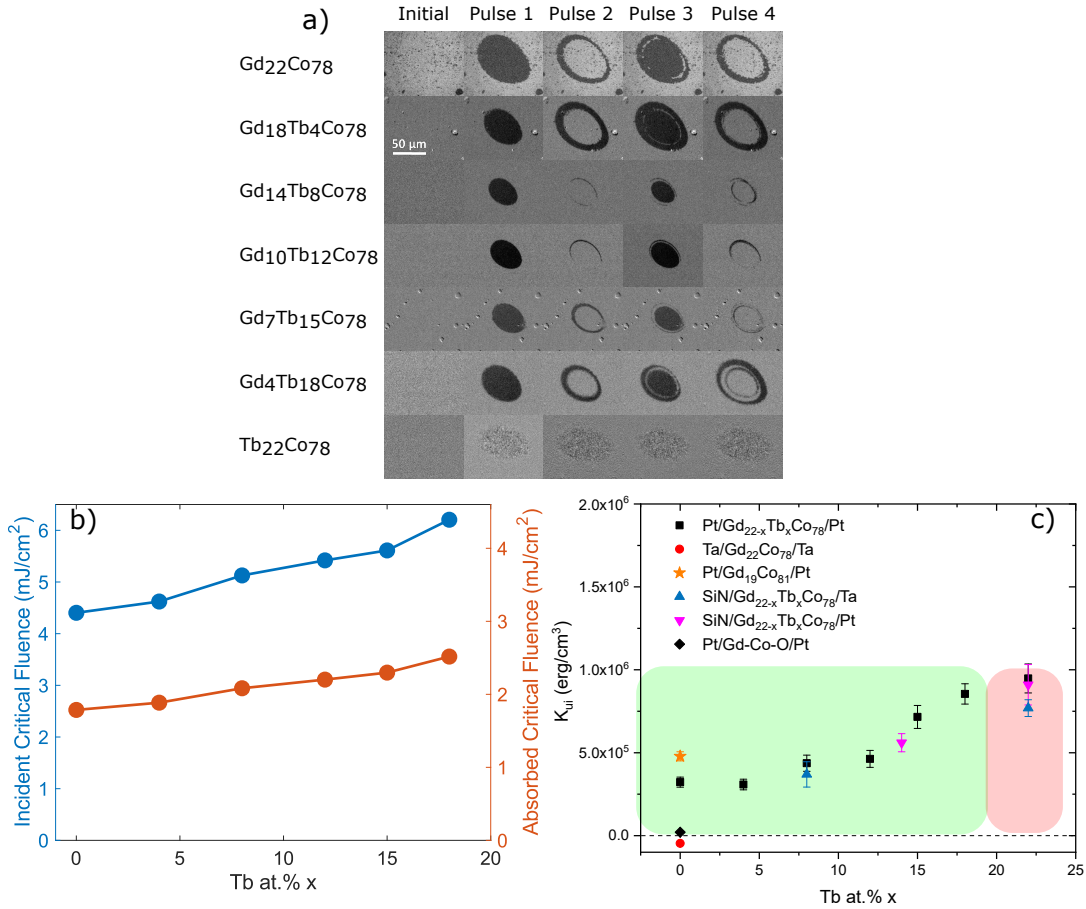 a)
Initial Pulse 1 Pulse 2 Pulse 3 Pulse 4
Gd22Co78
Gd18Tb4Co78
50 µm
Gd14Tb8Co78
Gd10Tb12Co78
Gd7Tb15Co78
Gd4Tb18Co78
Tb22Co78
b)
Incident Critical Fluence (mJ/cm2)
6
5
4
3
2
1
0
0 5 10 15 20
Tb at.% x
Absorbed Critical Fluence (mJ/cm2)
4
3
2
1
0
c)
Kui (erg/cm3)
2.0x106
1.5x106
1.0x106
5.0x105
0.0
Pt/Gd22-xTbxCo78/Pt
Ta/Gd22Co78/Ta
Pt/Gd19Co81/Pt
SiN/Gd22-xTbxCo78/Ta
SiN/Gd22-xTbxCo78/Pt
Pt/Gd-Co-O/Pt
0 5 10 15 20 25
Tb at.% x